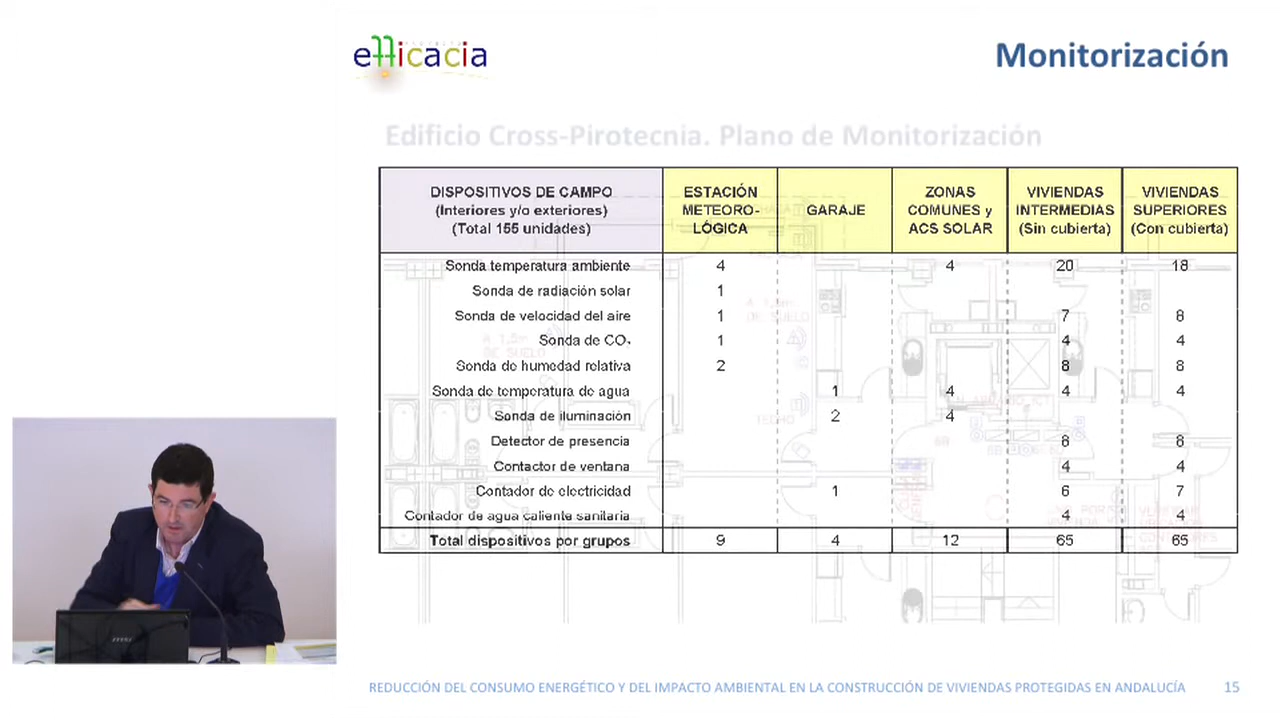 efficacia
Monitorización
Edificio Cross-Pirotecnia. Plano de Monitorización
DISPOSITIVOS DE CAMPO
(Interiores y/o exteriores)
(Total 155 unidades)
ESTACIÓN
METEORO-
LÓGICA
GARAJE
ZONAS
COMUNES y
ACS SOLAR
VIVIENDAS
INTERMEDIAS
(Sin cubierta)
VIVIENDAS
SUPERIORES
(Con cubierta)
Sonda temperatura ambiente 4 4 20 18
Sonda de radiación solar 1
Sonda de velocidad del aire 1 7 8
Sonda de CO₂ 1 4 4
Sonda de humedad relativa 2 8 8
Sonda de temperatura de agua 1 4 4 4
Sonda de iluminación 2 4
Detector de presencia 8 8
Contactor de ventana 4 4
Contador de electricidad 1 6 7
Contador de agua caliente sanitaria 4 4
Total dispositivos por grupos 9 4 12 65 65
A 1,5m
DE SUELO
TECHO
msi
REDUCCIÓN DEL CONSUMO ENERGÉTICO Y DEL IMPACTO AMBIENTAL EN LA CONSTRUCCIÓN DE VIVIENDAS PROTEGIDAS EN ANDALUCÍA 15